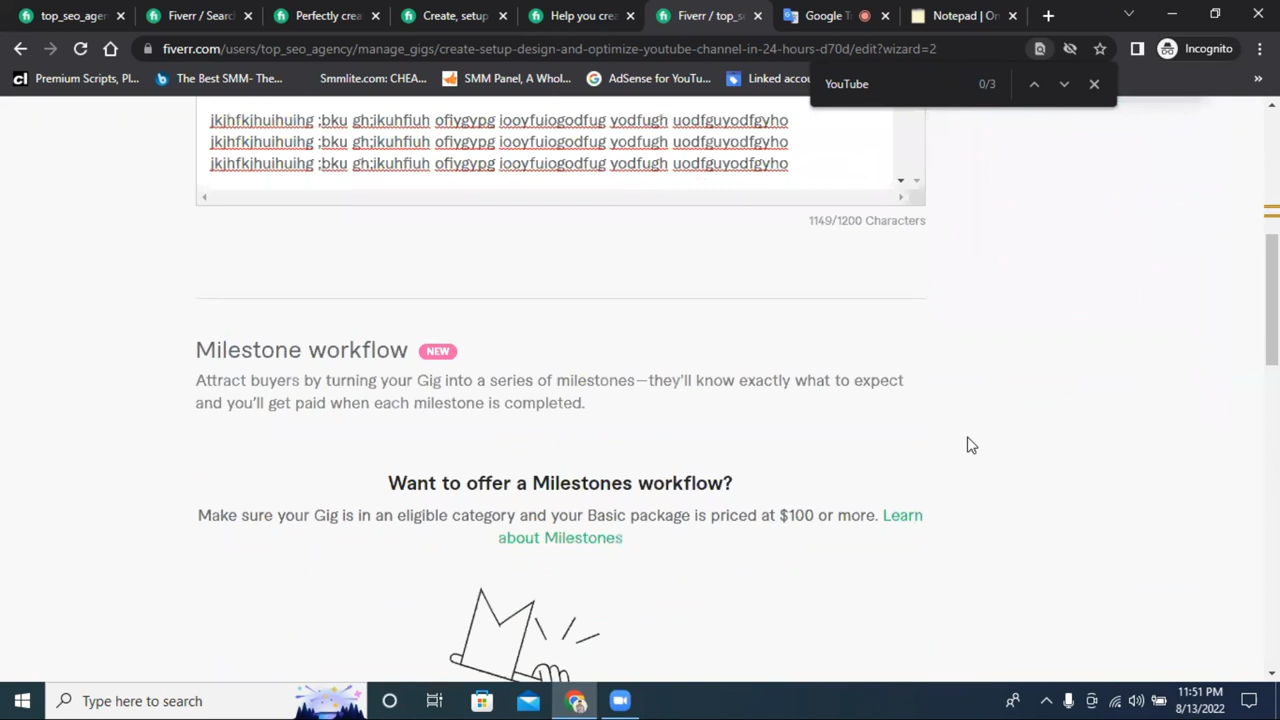 top_seo_agency
Fiverr / Search
Perfectly crea
Create, setup
Help you crea
Fiverr / top_s
Google T
Notepad | On
fiverr.com/users/top_seo_agency/manage_gigs/create-setup-design-and-optimize-youtube-channel-in-24-hours-d70d/edit?wizard=2
Incognito
Premium Scripts, Pl...
The Best SMM- The...
Smmlite.com: CHEA...
SMM Panel, A Whol...
AdSense for YouTu...
Linked accou
»
YouTube
0/3
jkjhfkjhuihuihg ;bku gh;ikuhfiuh ofiygypg iooyfuiogodfug yodfugh uodfguyodfgyho
jkjhfkjhuihuihg ;bku gh;ikuhfiuh ofiygypg iooyfuiogodfug yodfugh uodfguyodfgyho
jkjhfkjhuihuihg ;bku gh;ikuhfiuh ofiygypg iooyfuiogodfug yodfugh uodfguyodfgyho
1149/1200 Characters
Milestone workflow NEW
Attract buyers by turning your Gig into a series of milestones—they'll know exactly what to expect
and you'll get paid when each milestone is completed.
Want to offer a Milestones workflow?
Make sure your Gig is in an eligible category and your Basic package is priced at $100 or more. Learn
about Milestones
Type here to search
11:51 PM
8/13/2022